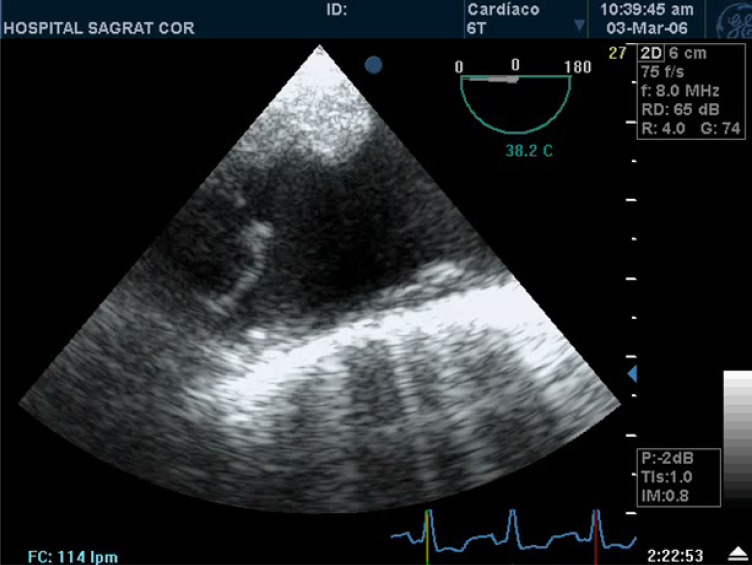 ID:
Cardíaco
10:39:45 am
HOSPITAL SAGRAT COR
6T
03-Mar-06
27
2D 6 cm
75 f/s
f: 8.0 MHz
RD: 65 dB
R: 4.0 G: 74
0 0 180
38.2 C
P:-2dB
TIs:1.0
IM:0.8
FC: 114 lpm
2:22:53